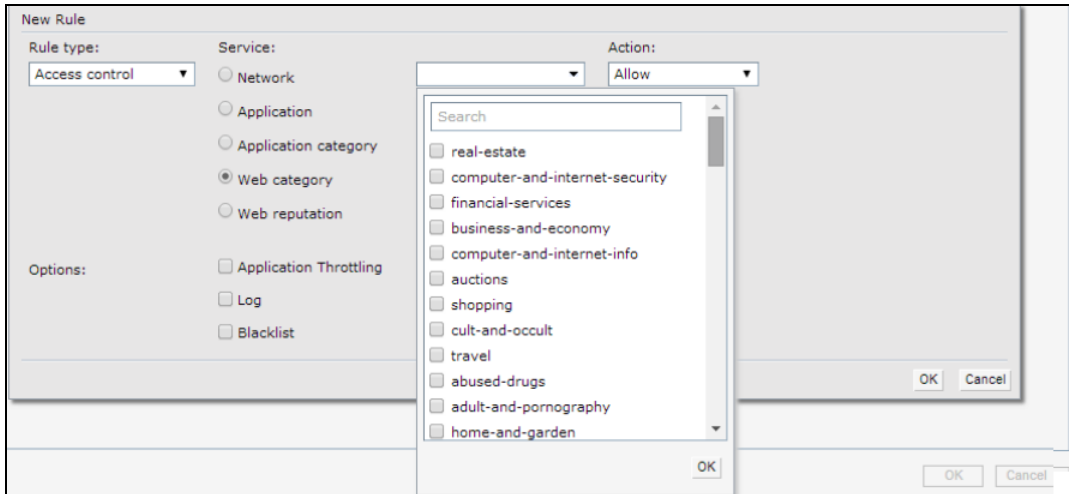 New Rule
Rule type: Service: Action:
Access control Network Allow
Application
Application category
Web category
Web reputation
Options: Application Throttling
Log
Blacklist
Search
real-estate
computer-and-internet-security
financial-services
business-and-economy
computer-and-internet-info
auctions
shopping
cult-and-occult
travel
abused-drugs
adult-and-pornography
home-and-garden
OK
OK Cancel
OK Cancel